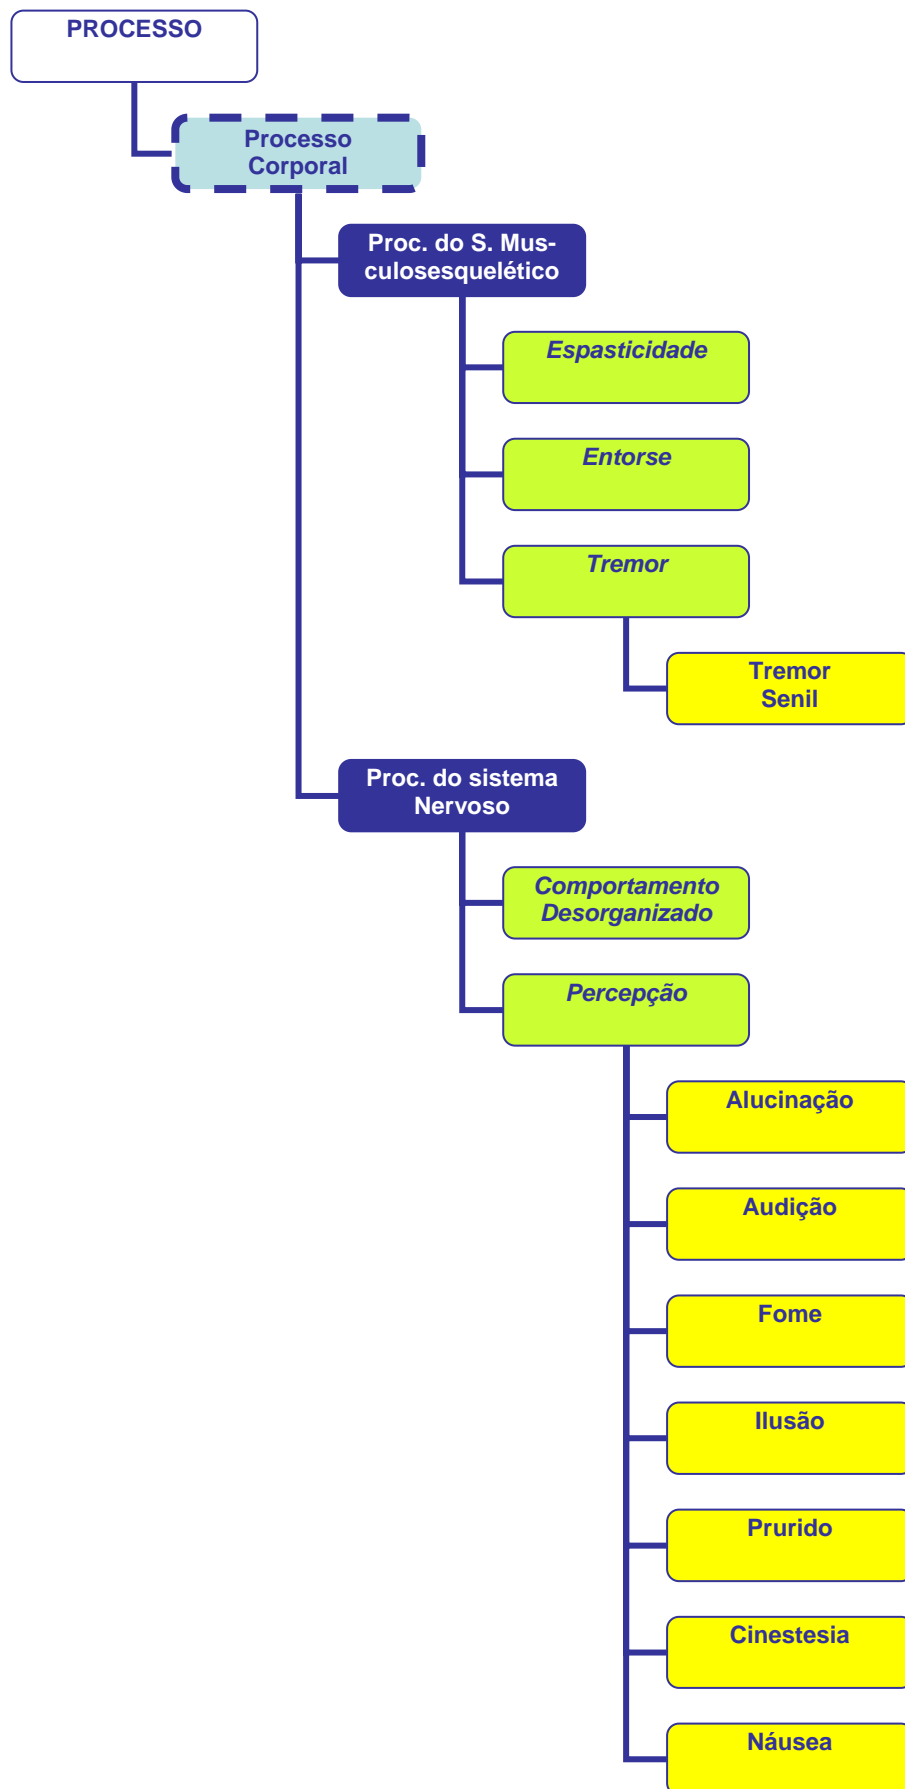 PROCESSO
Processo
Corporal
Proc. do S. Mus-
culosesquelético
Espasticidade
Entorse
Tremor
Tremor
Senil
Proc. do sistema
Nervoso
Comportamento
Desorganizado
Percepção
Alucinação
Audição
Fome
Ilusão
Prurido
Cinestesia
Náusea